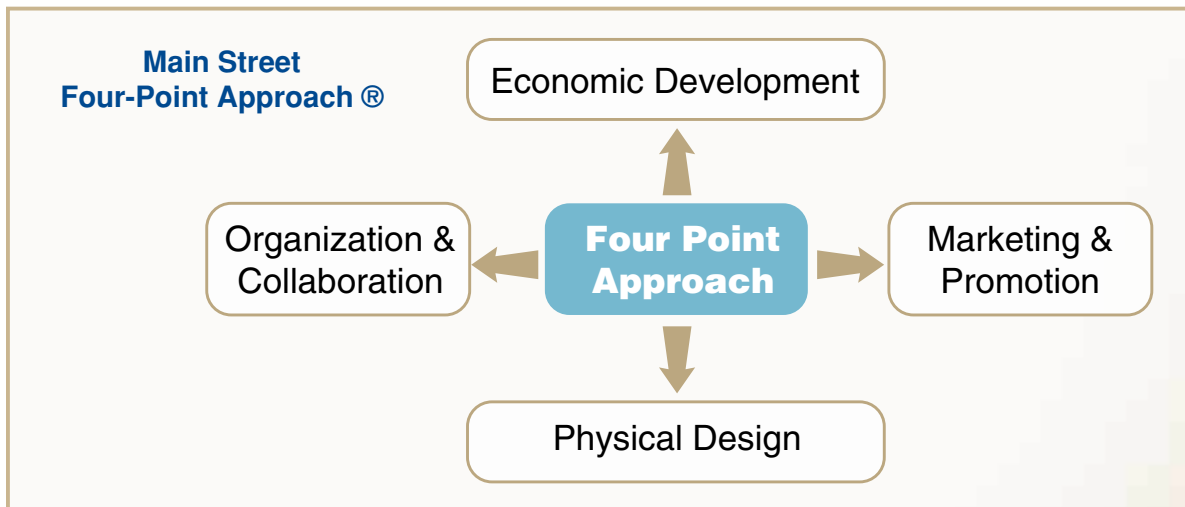 Main Street
Four-Point Approach ®
Economic Development
Organization &
Collaboration
Four Point
Approach
Marketing &
Promotion
Physical Design